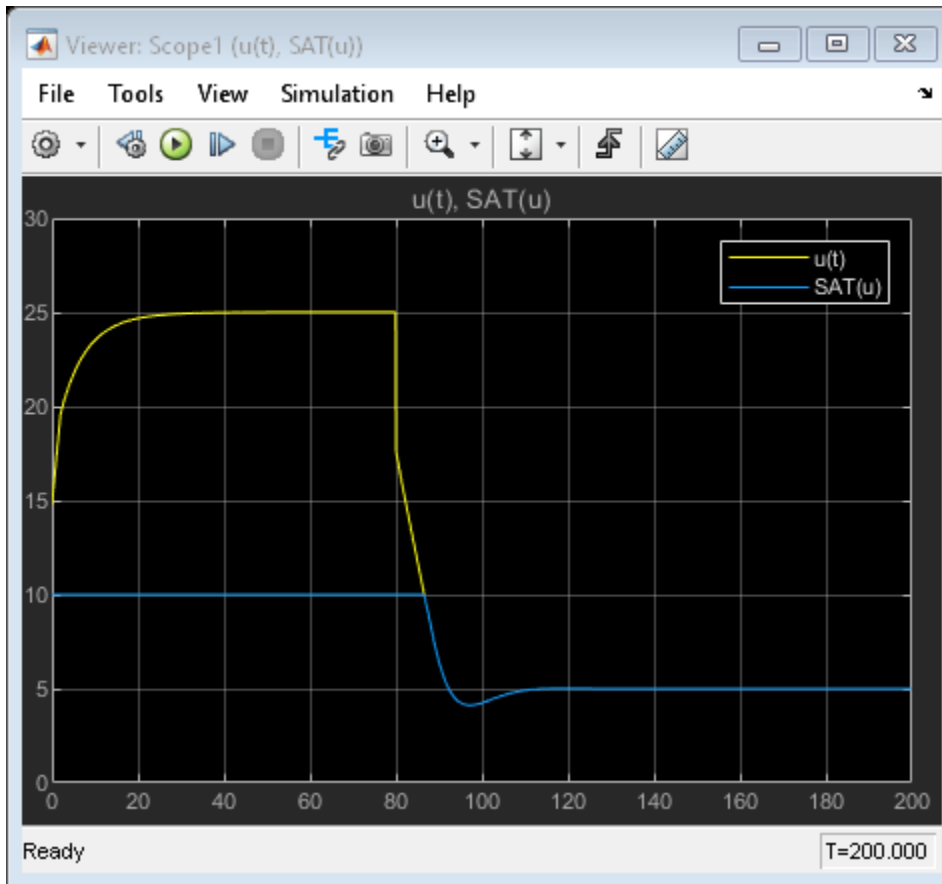 Viewer: Scope1 (u(t), SAT(u))
File Tools View Simulation Help
u(t), SAT(u)
30
u(t)
SAT(u)
25
20
15
10
5
0
0 20 40 60 80 100 120 140 160 180 200
Ready T=200.000